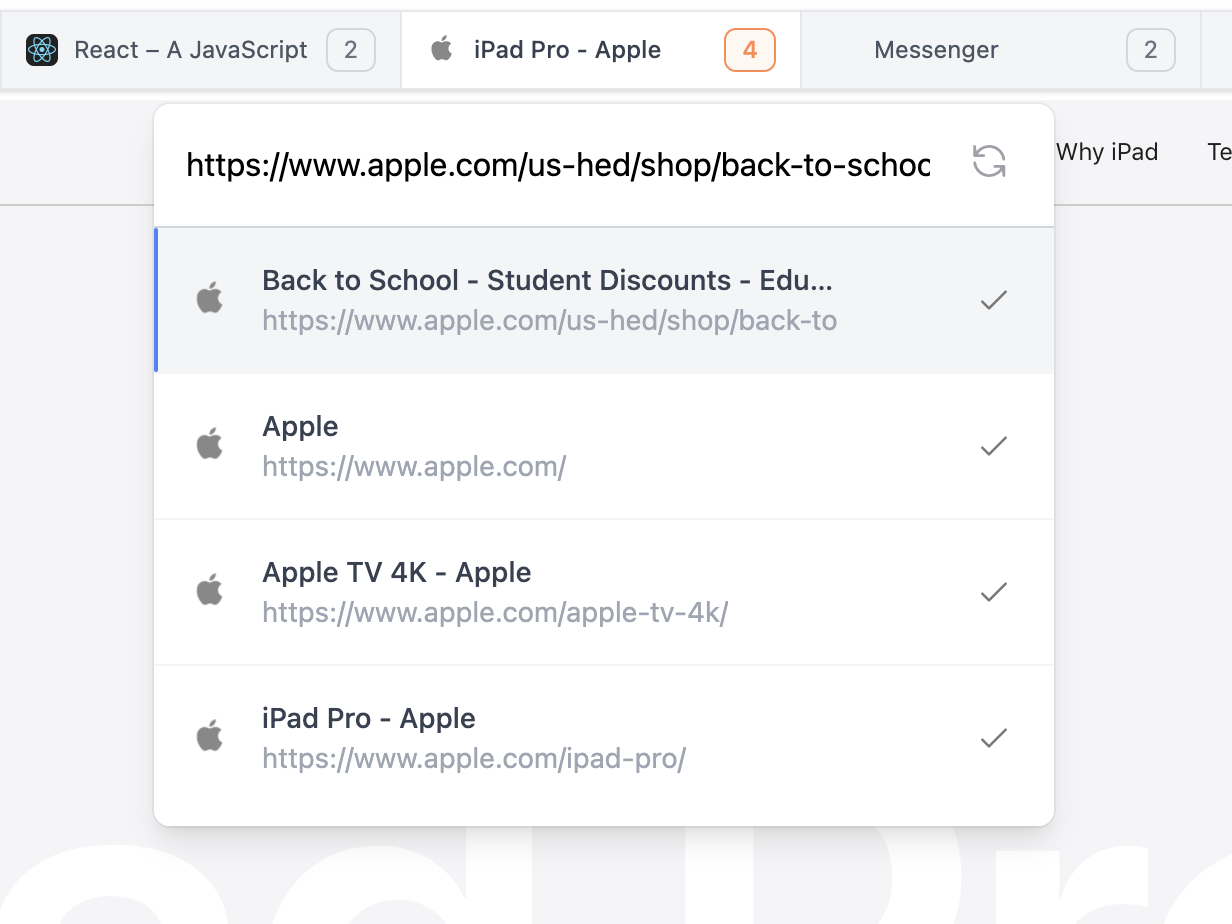 React – A JavaScript 2 iPad Pro - Apple 4 Messenger 2
https://www.apple.com/us-hed/shop/back-to-schoo
Why iPad Te
Back to School - Student Discounts - Edu...
https://www.apple.com/us-hed/shop/back-to
Apple
https://www.apple.com/
Apple TV 4K - Apple
https://www.apple.com/apple-tv-4k/
iPad Pro - Apple
https://www.apple.com/ipad-pro/